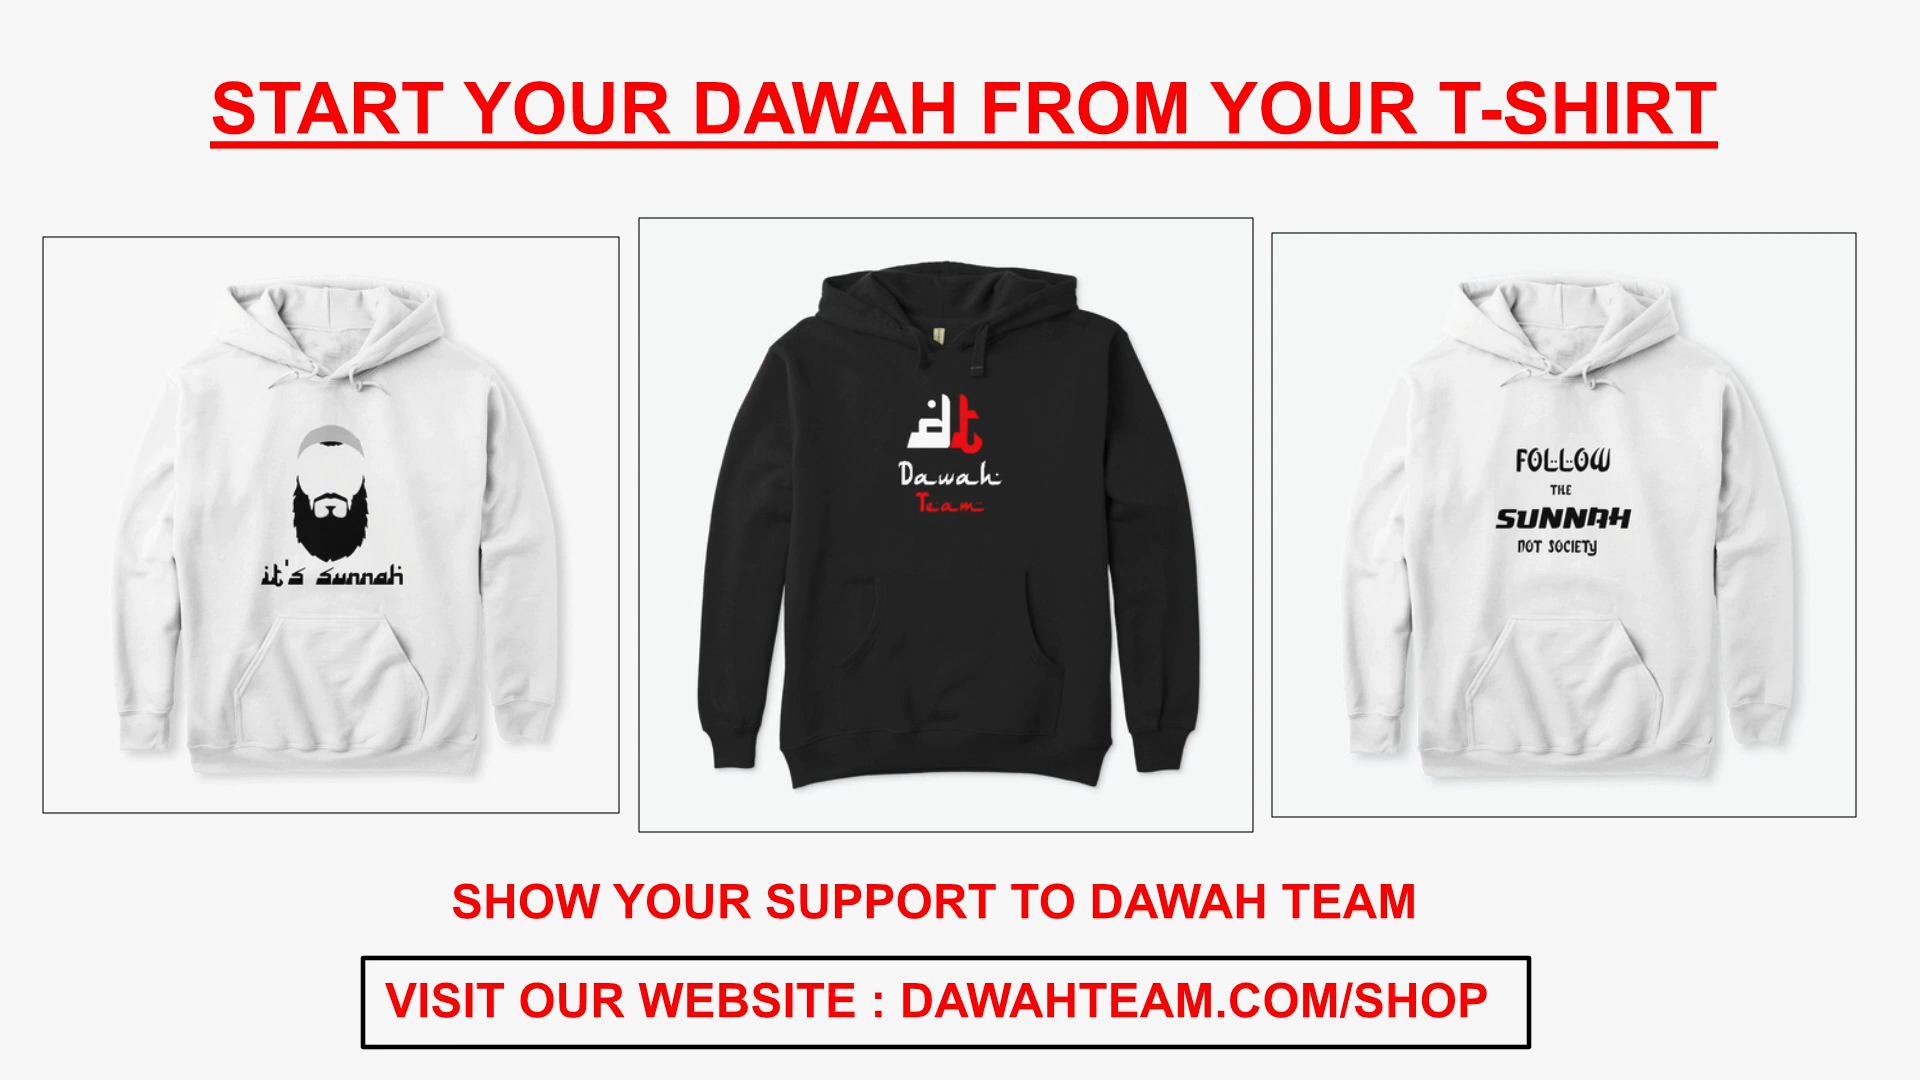 START YOUR DAWAH FROM YOUR T-SHIRT
it's sunnah
dt
Dawah
Team
FOLLOW
THE
SUNNAH
NOT SOCIETY
SHOW YOUR SUPPORT TO DAWAH TEAM
VISIT OUR WEBSITE : DAWAHTEAM.COM/SHOP